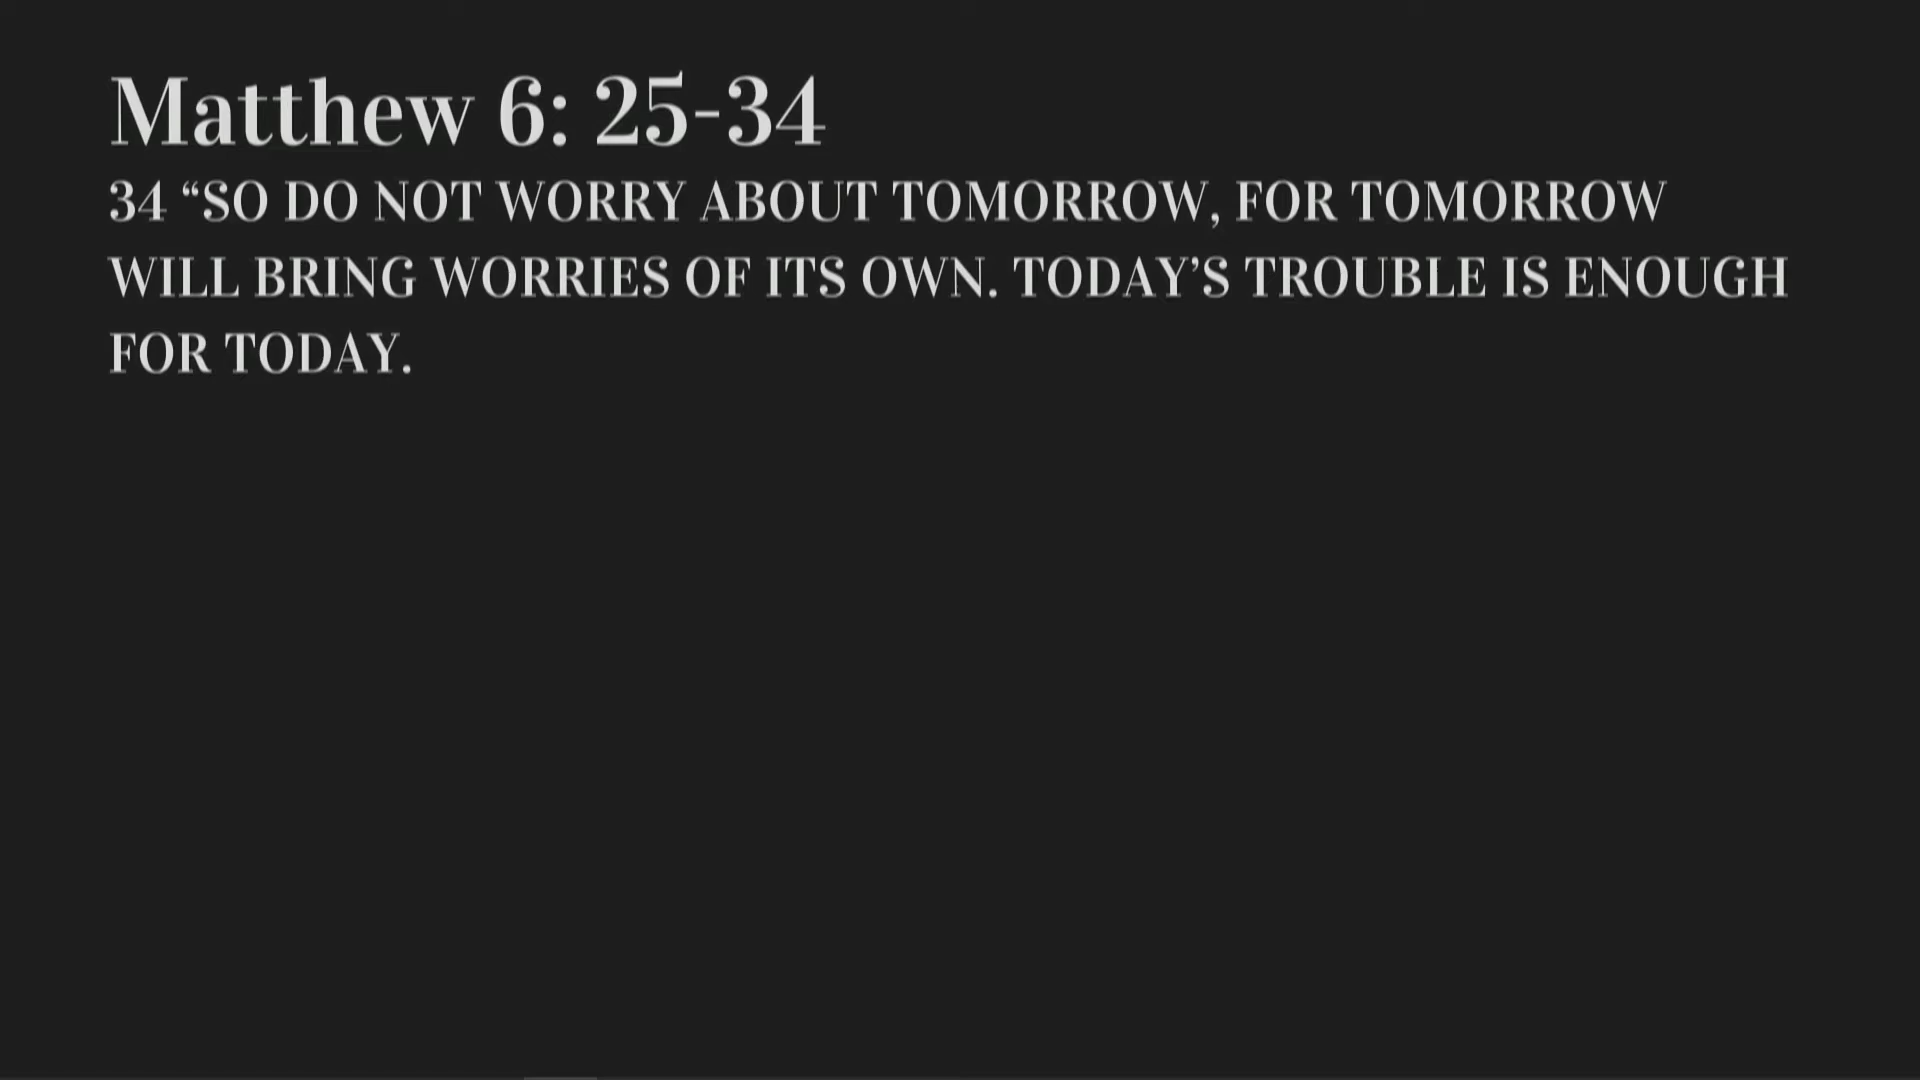 Matthew 6: 25-34
34 “SO DO NOT WORRY ABOUT TOMORROW, FOR TOMORROW
WILL BRING WORRIES OF ITS OWN. TODAY’S TROUBLE IS ENOUGH
FOR TODAY.